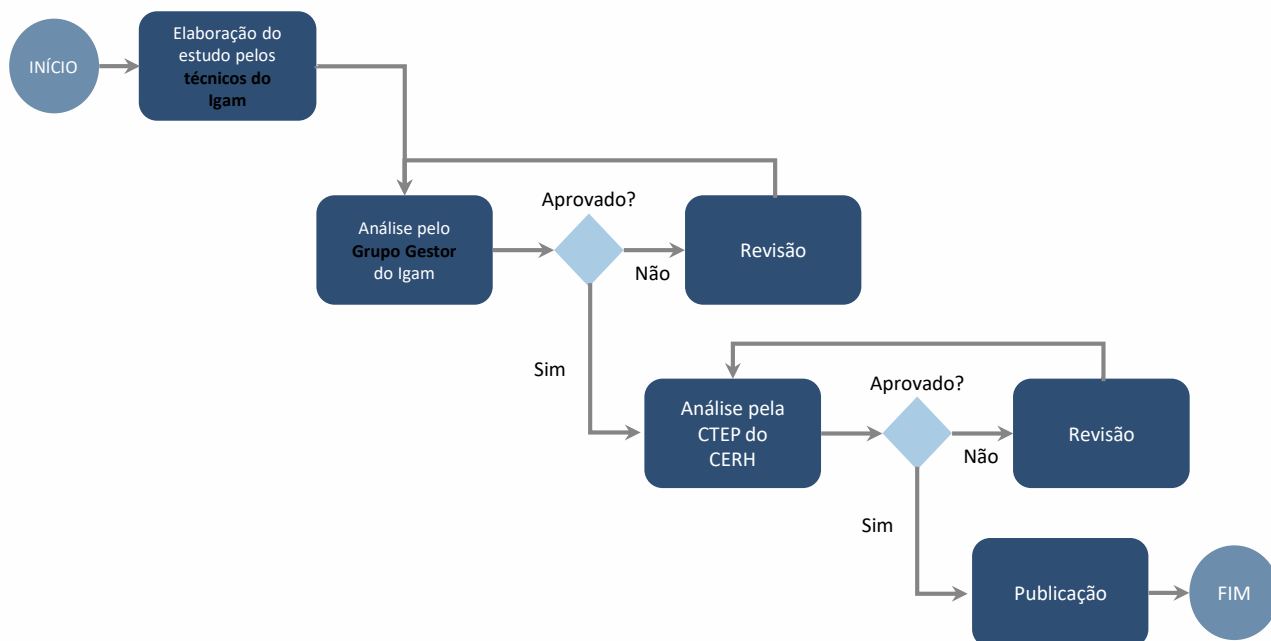 INÍCIO
Elaboração do
estudo pelos
técnicos do
Igam
Análise pelo
Grupo Gestor
do Igam
Aprovado?
Não
Revisão
Sim
Análise pela
CTEP do
CERH
Aprovado?
Não
Revisão
Sim
Publicação
FIM